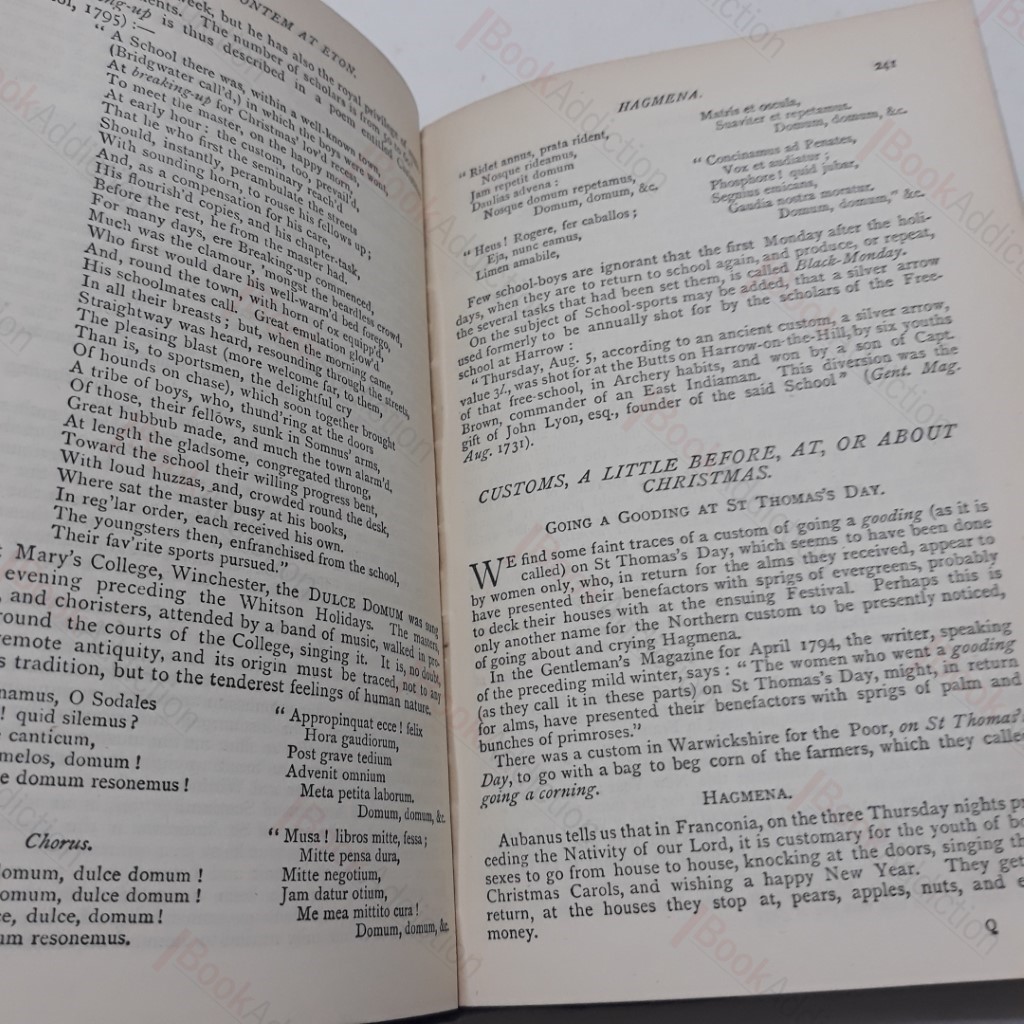 ONTEM AT ETON.
week, but he has also the royal privilege of
The number of scholars is from 50 to
-up is thus described in a poem entitled Christmas
ol, 1795) :—
“ A School there was, within a well-known town,
(Bridgwater call'd,) in which the boys were wont,
At breaking-up for Christmas' lov'd recess,
To meet the master, on the happy morn,
At early hour; the custom, too, prevail'd,
That he who first the seminary reach'd
Should, instantly, perambulate the streets
With sounding horn, to rouse his fellows up;
And, as a compensation for his care,
His flourish'd copies, and his chapter-task,
Before the rest, he from the master had.
For many days, ere Breaking-up commenced,
Much was the clamour, 'mongst the beardless crowd,
Who first would dare his well-warm'd bed forego,
And, round the town, with horn of ox equipp'd,
His schoolmates call. Great emulation glow'd
In all their breasts; but, when the morning came,
Straightway was heard, resounding through the streets,
The pleasing blast (more welcome far, to them,
Than is, to sportsmen, the delightful cry
Of hounds on chase), which soon together brought
A tribe of boys, who, thund'ring at the doors
Of those, their fellows, sunk in Somnus' arms,
Great hubbub made, and much the town alarm'd.
At length the gladsome, congregated throng,
Toward the school their willing progress bent,
With loud huzzas, and, crowded round the desk,
Where sat the master busy at his books,
In reg'lar order, each received his own.
The youngsters then, enfranchised from the school,
Their fav'rite sports pursued.”
Mary's College, Winchester, the DULCE DOMUM was sung
evening preceding the Whitson Holidays. The masters,
, and choristers, attended by a band of music, walked in pro-
ound the courts of the College, singing it. It is, no doubt,
emote antiquity, and its origin must be traced, not to any
s tradition, but to the tenderest feelings of human nature.
namus, O Sodales
! quid silemus?
canticum,
melos, domum!
e domum resonemus!
Chorus.
omum, dulce domum!
omum, dulce domum!
ce, dulce, domum!
um resonemus.
“ Appropinquat ecce! felix
Hora gaudiorum,
Post grave tedium
Advenit omnium
Meta petita laborum.
Domum, domum, &c.
“ Musa! libros mitte, fessa;
Mitte pensa dura,
Mitte negotium,
Jam datur otium,
Me mea mittito cura!
Domum, domum, &c.
HAGMENA.
241
“ Ridet annus, prata rident,
Nosque rideamus,
Jam repetit domum
Daulias advena:
Nosque domum repetamus,
Domum, domum, &c.
“ Heus! Rogere, fer caballos;
Eja, nunc eamus,
Limen amabile,
Matris et oscula,
Suaviter et repetamus.
Domum, domum, &c.
“ Concinamus ad Penates,
Vox et audiatur;
Phosphore! quid jubar,
Segnius emicans,
Gaudia nostra moratur.
Domum, domum,” &c.
Few school-boys are ignorant that the first Monday after the holi-
days, when they are to return to school again, and produce, or repeat,
the several tasks that had been set them, is called Black-Monday.
On the subject of School-sports may be added, that a silver arrow
used formerly to be annually shot for by the scholars of the Free-
school at Harrow:
“ Thursday, Aug. 5, according to an ancient custom, a silver arrow,
value 3l., was shot for at the Butts on Harrow-on-the-Hill, by six youths
of that free-school, in Archery habits, and won by a son of Capt.
Brown, commander of an East Indiaman. This diversion was the
gift of John Lyon, esq., founder of the said School” (Gent. Mag.
Aug. 1731).
CUSTOMS, A LITTLE BEFORE, AT, OR ABOUT
CHRISTMAS.
GOING A GOODING AT ST THOMAS'S DAY.
WE find some faint traces of a custom of going a gooding (as it is
called) on St Thomas's Day, which seems to have been done
by women only, who, in return for the alms they received, appear to
have presented their benefactors with sprigs of evergreens, probably
to deck their houses with at the ensuing Festival. Perhaps this is
only another name for the Northern custom to be presently noticed,
of going about and crying Hagmena.
In the Gentleman's Magazine for April 1794, the writer, speaking
of the preceding mild winter, says: “ The women who went a gooding
(as they call it in these parts) on St Thomas's Day, might, in return
for alms, have presented their benefactors with sprigs of palm and
bunches of primroses.”
There was a custom in Warwickshire for the Poor, on St Thomas'
Day, to go with a bag to beg corn of the farmers, which they called
going a corning.
HAGMENA.
Aubanus tells us that in Franconia, on the three Thursday nights pr
ceding the Nativity of our Lord, it is customary for the youth of bo
sexes to go from house to house, knocking at the doors, singing th
Christmas Carols, and wishing a happy New Year. They get
return, at the houses they stop at, pears, apples, nuts, and e
money.
Q